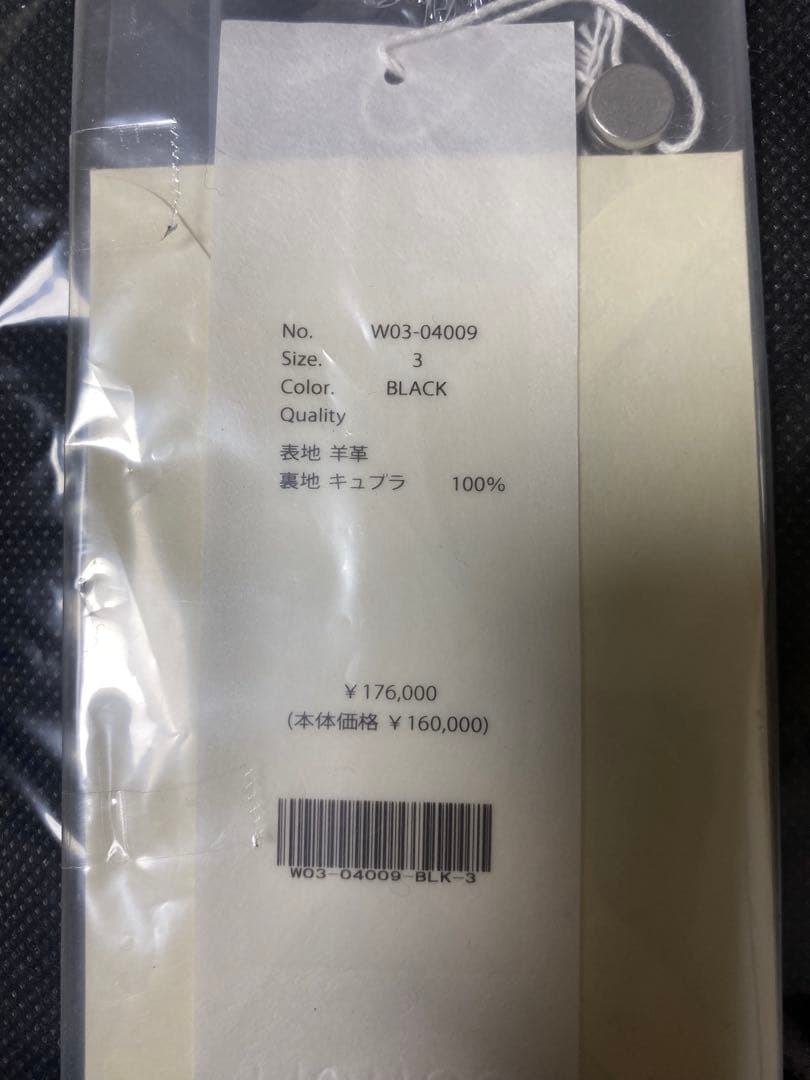 No. W03-04009
Size. 3
Color. BLACK
Quality
表地 羊革
裏地 キュプラ 100%
¥176,000
(本体価格 ¥160,000)
W03-04009-BLK-3